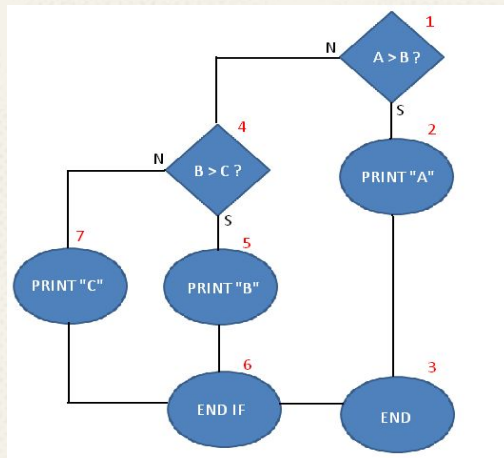 1
N
A > B ?
S
4
2
N
B > C ?
PRINT "A"
S
7
5
PRINT "C"
PRINT "B"
6
3
END IF
END